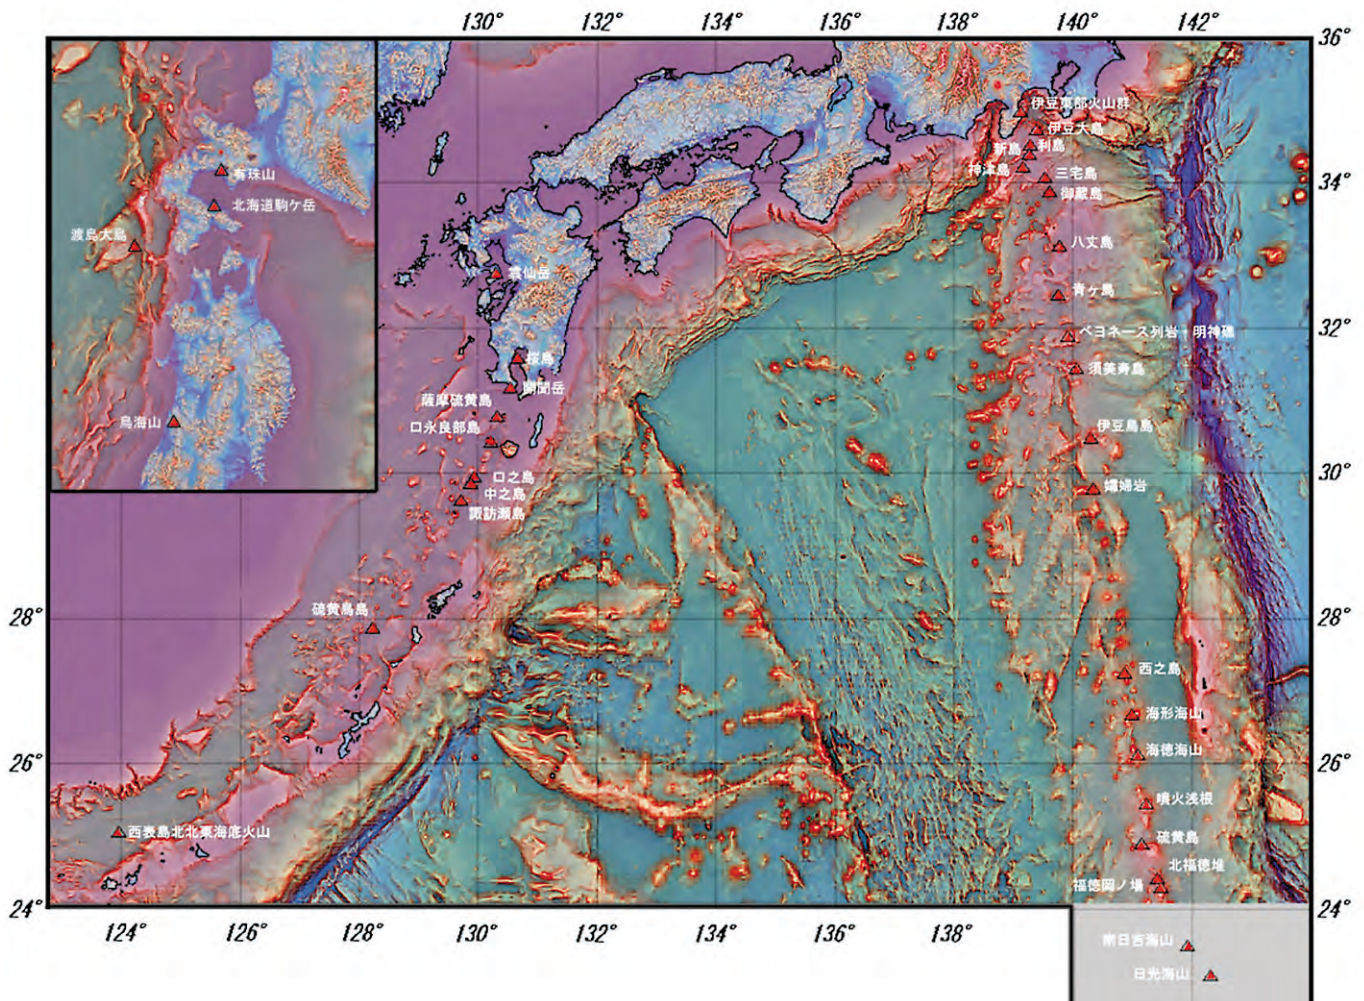 130° 132° 134° 136° 138° 140° 142°
36°
伊豆東部火山群
伊豆大島
利島
新島
神津島
34°
三宅島
御蔵島
有珠山
北海道駒ケ岳
渡島大島
八丈島
雲仙岳
青ケ島
32°
ベヨネース列岩・明神礁
桜島
須美寿島
開聞岳
薩摩硫黄島
口永良部島
鳥海山
伊豆鳥島
30°
口之島
中之島
諏訪瀬島
孀婦岩
28°
硫黄鳥島
28°
西之島
海形海山
海徳海山
26°
26°
噴火浅根
西表島北北東海底火山
硫黄島
北福徳堆
福徳岡ノ場
24°
24°
124° 126° 128° 130° 132° 134° 136° 138°
南日吉海山
日光海山